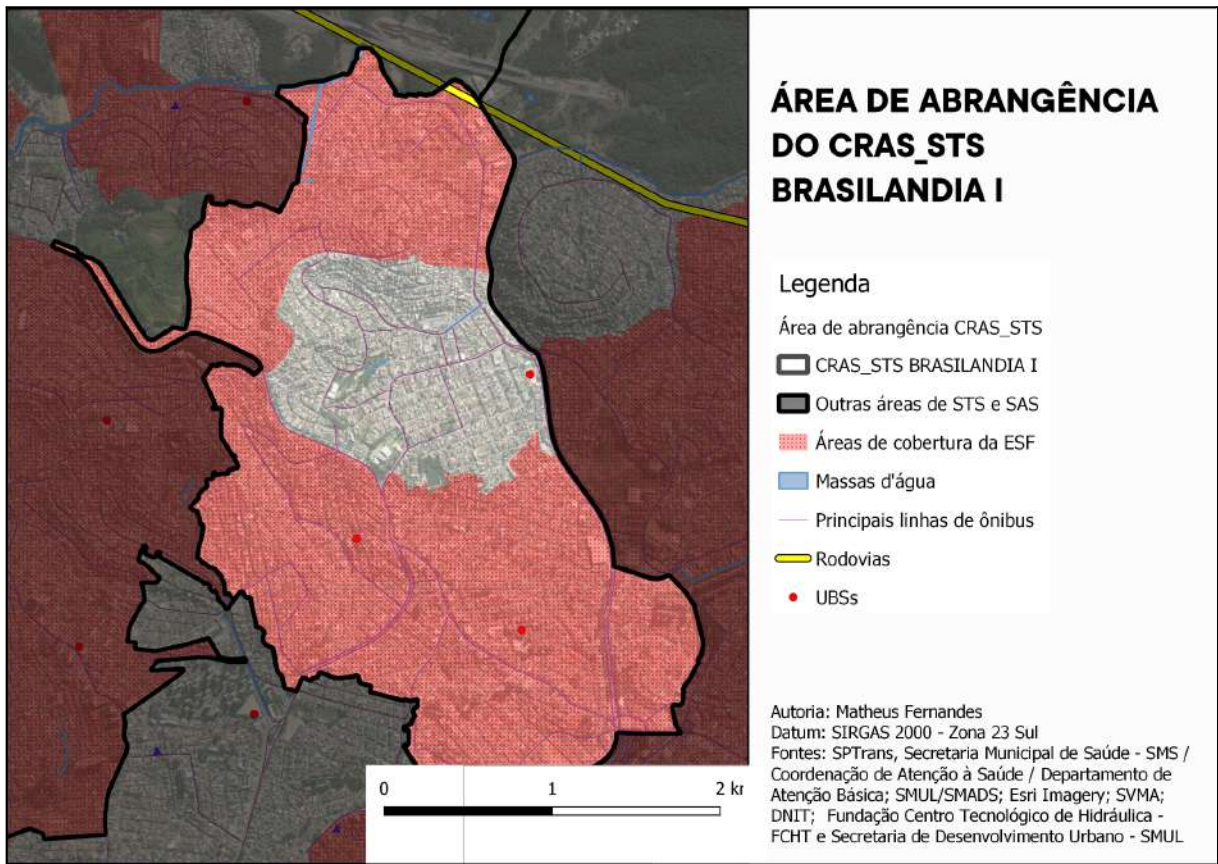 ÁREA DE ABRANGÊNCIA
DO CRAS_STS
BRASILANDIA I
Legenda
Área de abrangência CRAS_STS
CRAS_STS BRASILANDIA I
Outras áreas de STS e SAS
Áreas de cobertura da ESF
Massas d'água
Principais linhas de ônibus
Rodovias
UBSs
0 1 2 kr
Autoria: Matheus Fernandes
Datum: SIRGAS 2000 - Zona 23 Sul
Fontes: SPTrans, Secretaria Municipal de Saúde - SMS /
Coordenação de Atenção à Saúde / Departamento de
Atenção Básica; SMUL/SMADS; Esri Imagery; SVMA;
DNIT; Fundação Centro Tecnológico de Hidráulica -
FCHT e Secretaria de Desenvolvimento Urbano - SMUL